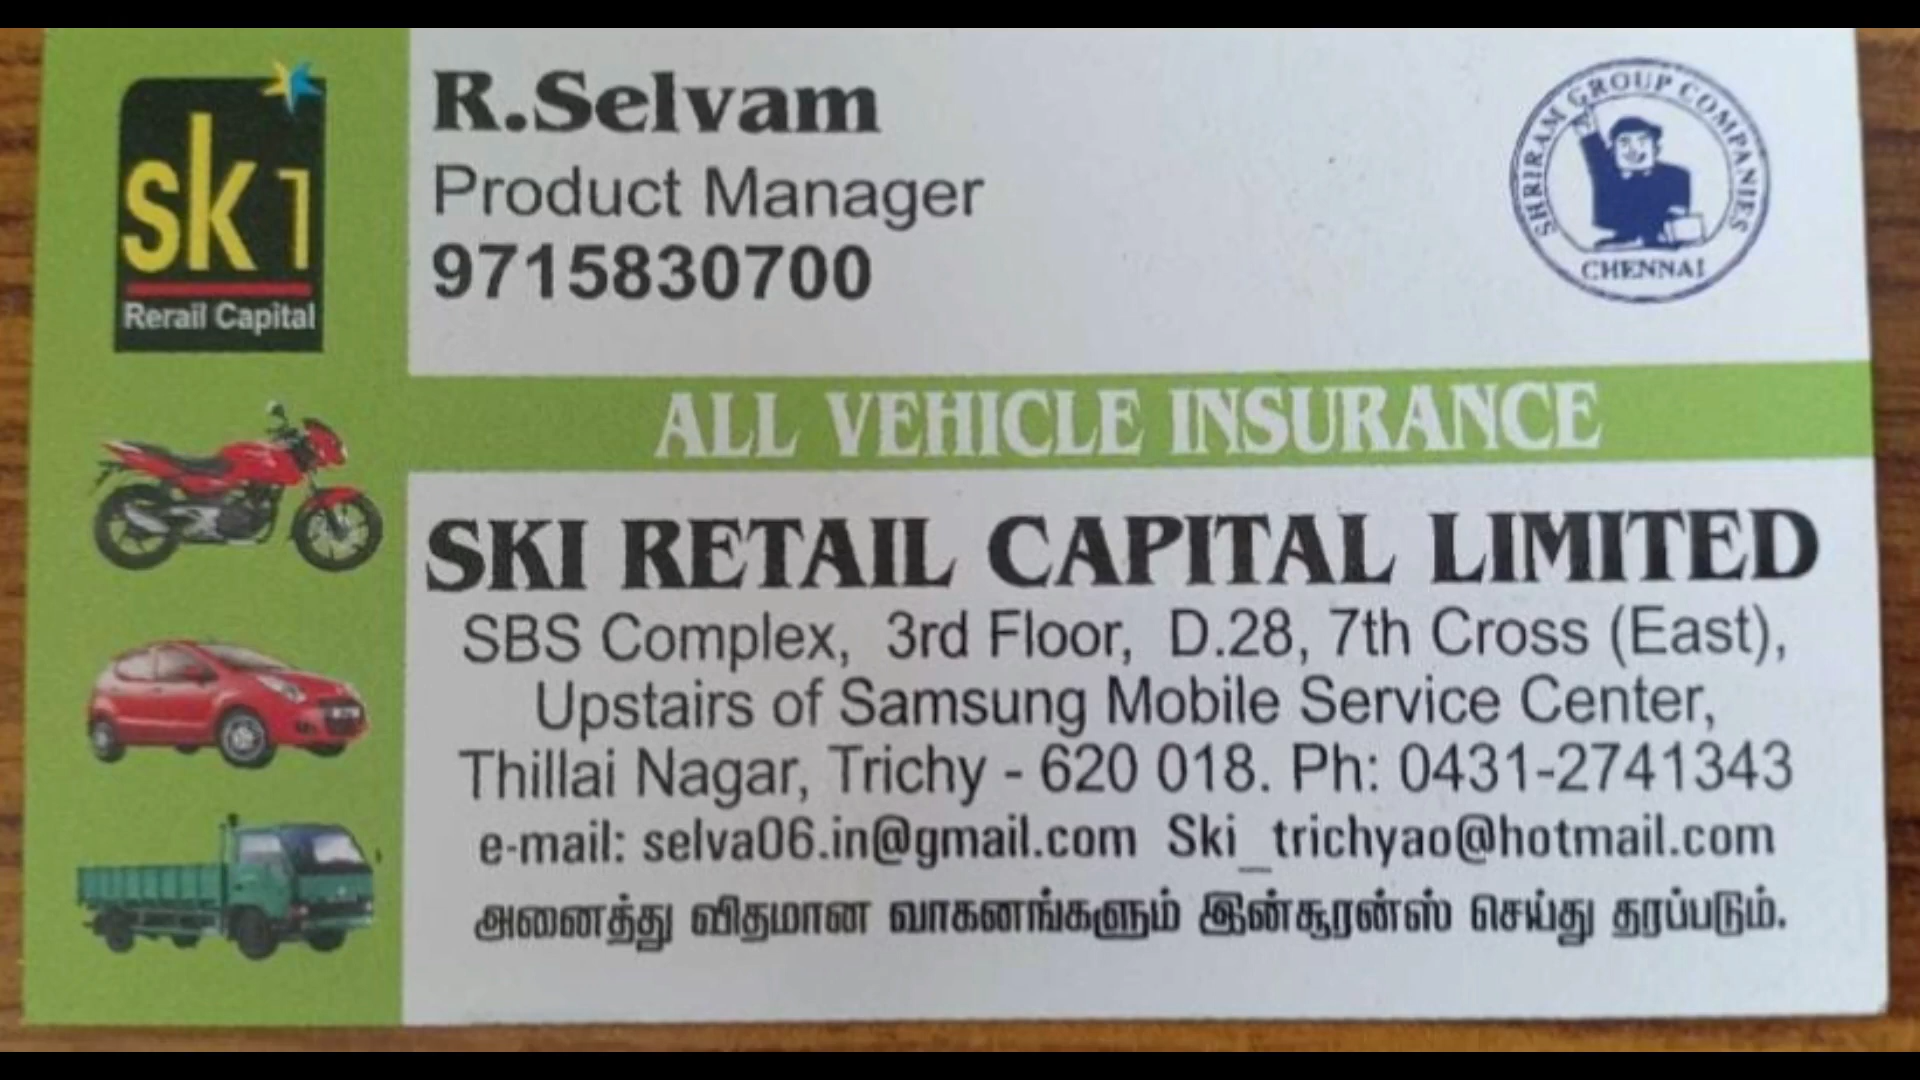 sk1
Rerail Capital
R.Selvam
Product Manager
9715830700
SHRIRAM GROUP COMPANIES
CHENNAI
ALL VEHICLE INSURANCE
SKI RETAIL CAPITAL LIMITED
SBS Complex, 3rd Floor, D.28, 7th Cross (East),
Upstairs of Samsung Mobile Service Center,
Thillai Nagar, Trichy - 620 018. Ph: 0431-2741343
e-mail: selva06.in@gmail.com Ski_trichyao@hotmail.com
அனைத்து விதமான வாகனங்களும் இன்சூரன்ஸ் செய்து தரப்படும்.